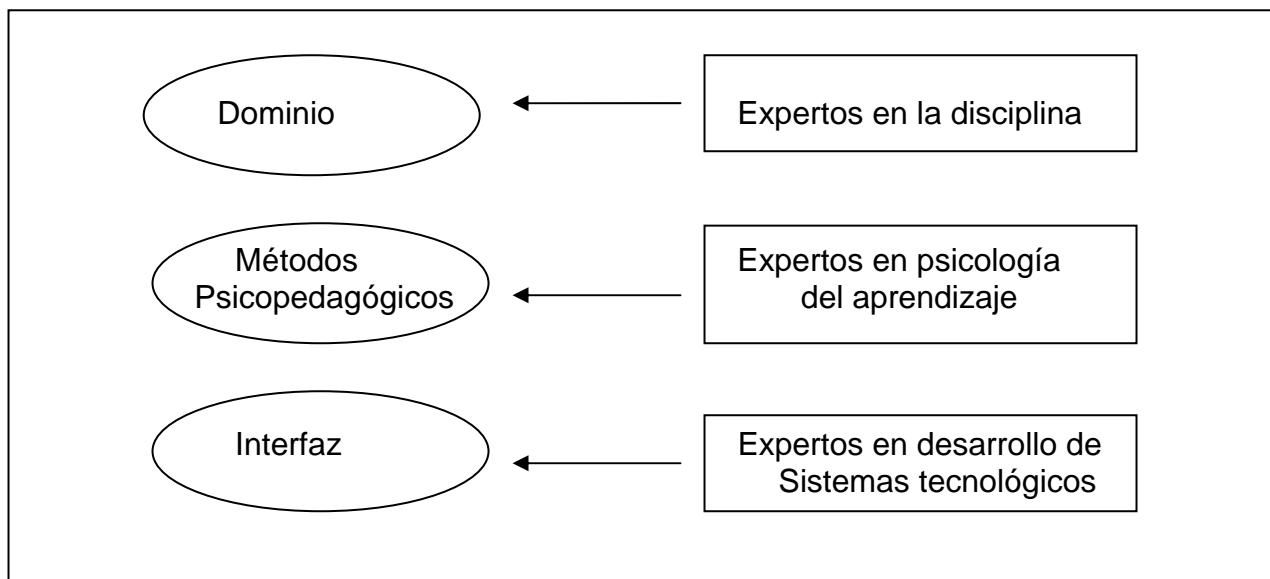 Dominio
Expertos en la disciplina
Métodos
Psicopedagógicos
Expertos en psicología
del aprendizaje
Interfaz
Expertos en desarrollo de
Sistemas tecnológicos